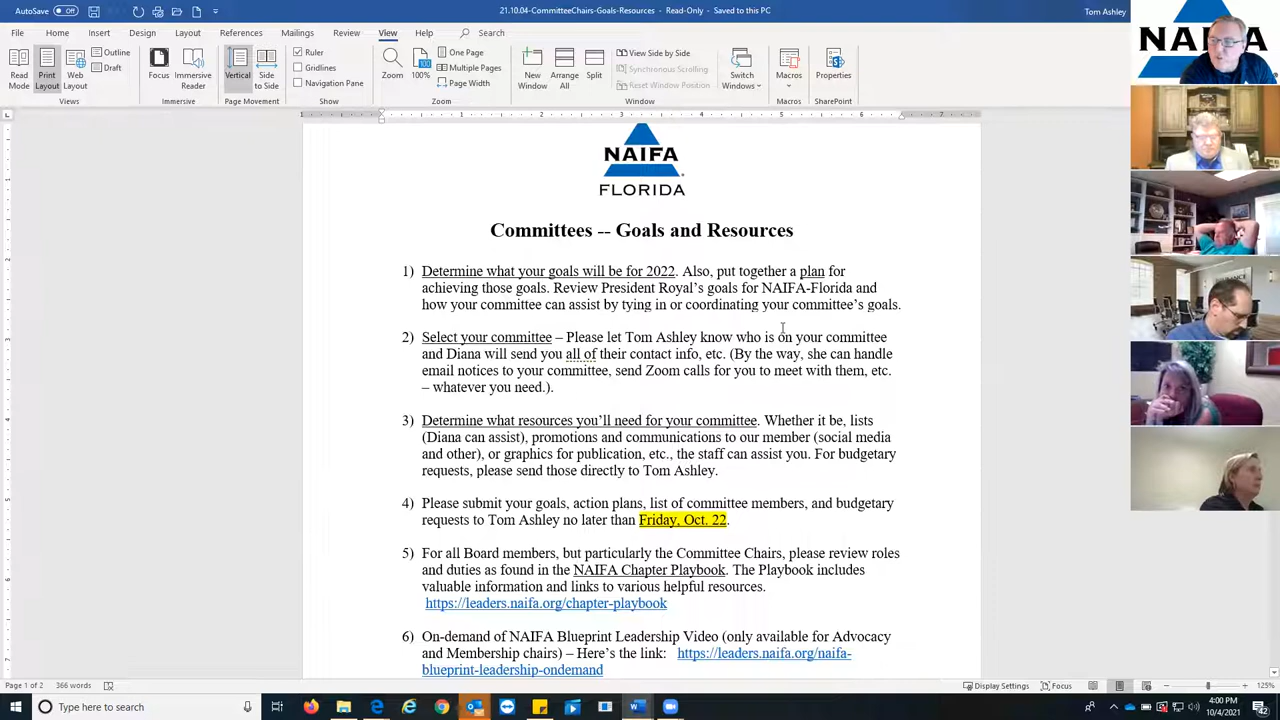 AutoSave Off
21.10.04-CommitteeChairs-Goals-Resources - Read-Only - Saved to this PC
Tom Ashley
File Home Insert Design Layout References Mailings Review View Help Search
Read Mode
Print Layout
Web Layout
Outline
Draft
Views
Focus
Immersive Reader
Immersive
Vertical
Side to Side
Page Movement
Ruler
Gridlines
Navigation Pane
Show
Zoom
100%
One Page
Multiple Pages
Page Width
Zoom
New Window
Arrange All
Split
View Side by Side
Synchronous Scrolling
Reset Window Position
Window
Switch Windows
Macros
Macros
Properties
SharePoint
NAIFA
FLORIDA
Committees -- Goals and Resources
1) Determine what your goals will be for 2022. Also, put together a plan for
achieving those goals. Review President Royal's goals for NAIFA-Florida and
how your committee can assist by tying in or coordinating your committee's goals.
2) Select your committee – Please let Tom Ashley know who is on your committee
and Diana will send you all of their contact info, etc. (By the way, she can handle
email notices to your committee, send Zoom calls for you to meet with them, etc.
– whatever you need.).
3) Determine what resources you'll need for your committee. Whether it be, lists
(Diana can assist), promotions and communications to our member (social media
and other), or graphics for publication, etc., the staff can assist you. For budgetary
requests, please send those directly to Tom Ashley.
4) Please submit your goals, action plans, list of committee members, and budgetary
requests to Tom Ashley no later than Friday, Oct. 22.
5) For all Board members, but particularly the Committee Chairs, please review roles
and duties as found in the NAIFA Chapter Playbook. The Playbook includes
valuable information and links to various helpful resources.
https://leaders.naifa.org/chapter-playbook
6) On-demand of NAIFA Blueprint Leadership Video (only available for Advocacy
and Membership chairs) – Here's the link: https://leaders.naifa.org/naifa-
blueprint-leadership-ondemand
Page 1 of 2 366 words
Display Settings Focus
125%
Type here to search
4:00 PM
10/4/2021